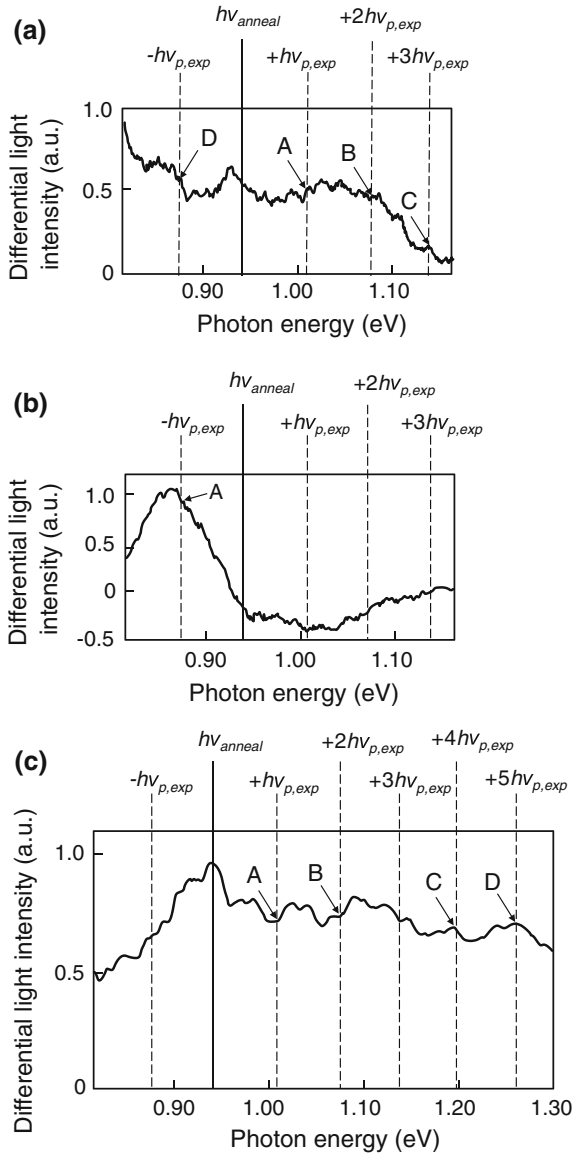 (a)
hν_anneal
+2hν_p,exp
-hν_p,exp
+hν_p,exp
+3hν_p,exp
Differential light
intensity (a.u.)
1.0
0.5
0
D
A
B
C
0.90
1.00
1.10
Photon energy (eV)
(b)
hν_anneal
+2hν_p,exp
-hν_p,exp
+hν_p,exp
+3hν_p,exp
Differential light
intensity (a.u.)
1.0
0.5
0
-0.5
A
0.90
1.00
1.10
Photon energy (eV)
(c)
hν_anneal
+2hν_p,exp
+4hν_p,exp
-hν_p,exp
+hν_p,exp
+3hν_p,exp
+5hν_p,exp
Differential light intensity (a.u.)
1.0
0.5
0
A
B
C
D
0.90
1.00
1.10
1.20
1.30
Photon energy (eV)